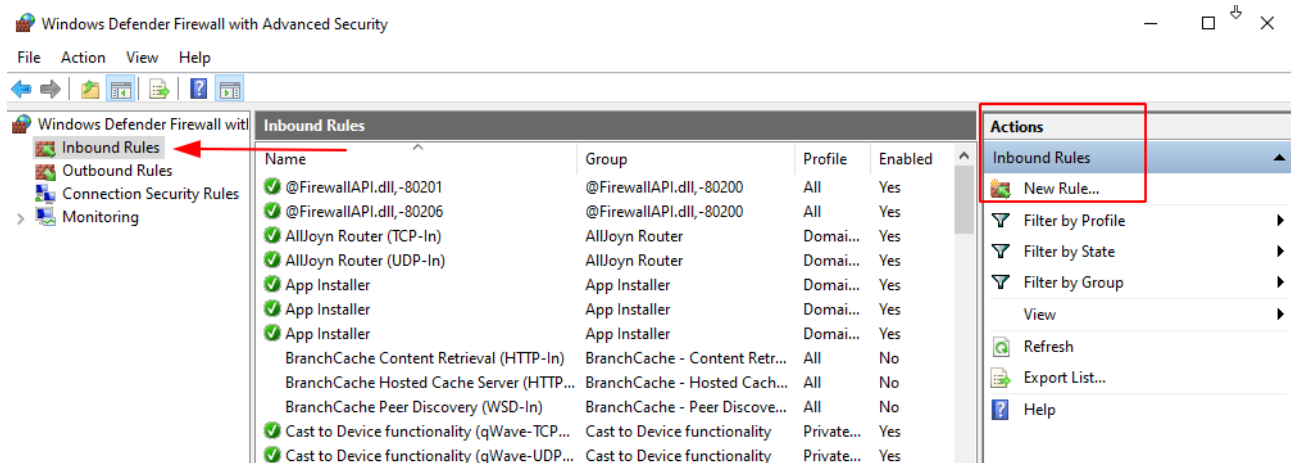 Windows Defender Firewall with Advanced Security
File Action View Help
Windows Defender Firewall witl
Inbound Rules
Outbound Rules
Connection Security Rules
Monitoring
Inbound Rules
Name Group Profile Enabled
@FirewallAPI.dll,-80201 @FirewallAPI.dll,-80200 All Yes
@FirewallAPI.dll,-80206 @FirewallAPI.dll,-80200 All Yes
AllJoyn Router (TCP-In) AllJoyn Router Domai... Yes
AllJoyn Router (UDP-In) AllJoyn Router Domai... Yes
App Installer App Installer Domai... Yes
App Installer App Installer Domai... Yes
App Installer App Installer Domai... Yes
BranchCache Content Retrieval (HTTP-In) BranchCache - Content Retr... All No
BranchCache Hosted Cache Server (HTTP... BranchCache - Hosted Cach... All No
BranchCache Peer Discovery (WSD-In) BranchCache - Peer Discove... All No
Cast to Device functionality (qWave-TCP... Cast to Device functionality Private... Yes
Cast to Device functionality (qWave-UDP... Cast to Device functionality Private... Yes
Actions
Inbound Rules
New Rule...
Filter by Profile
Filter by State
Filter by Group
View
Refresh
Export List...
Help